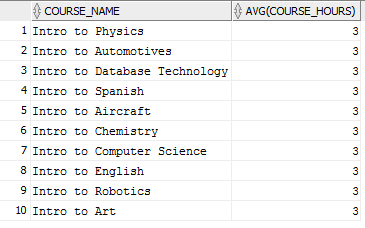 COURSE_NAME AVG(COURSE_HOURS)
1 Intro to Physics 3
2 Intro to Automotives 3
3 Intro to Database Technology 3
4 Intro to Spanish 3
5 Intro to Aircraft 3
6 Intro to Chemistry 3
7 Intro to Computer Science 3
8 Intro to English 3
9 Intro to Robotics 3
10 Intro to Art 3